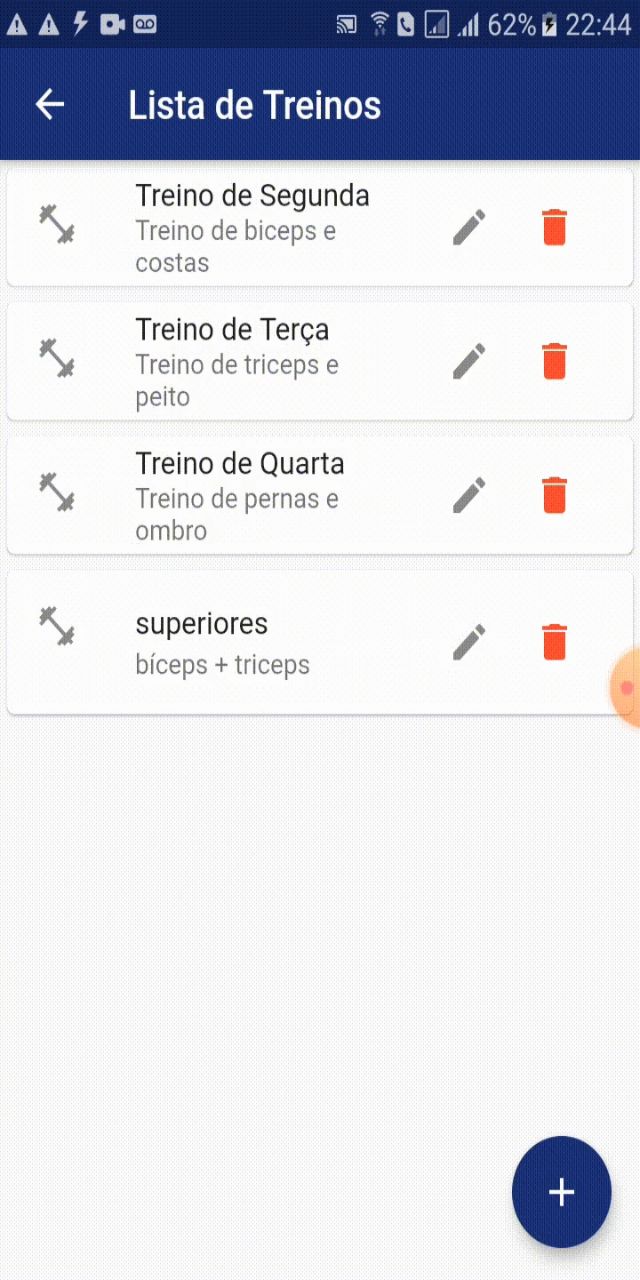 62% 22:44
Lista de Treinos
Treino de Segunda
Treino de biceps e
costas
Treino de Terça
Treino de triceps e
peito
Treino de Quarta
Treino de pernas e
ombro
superiores
bíceps + triceps